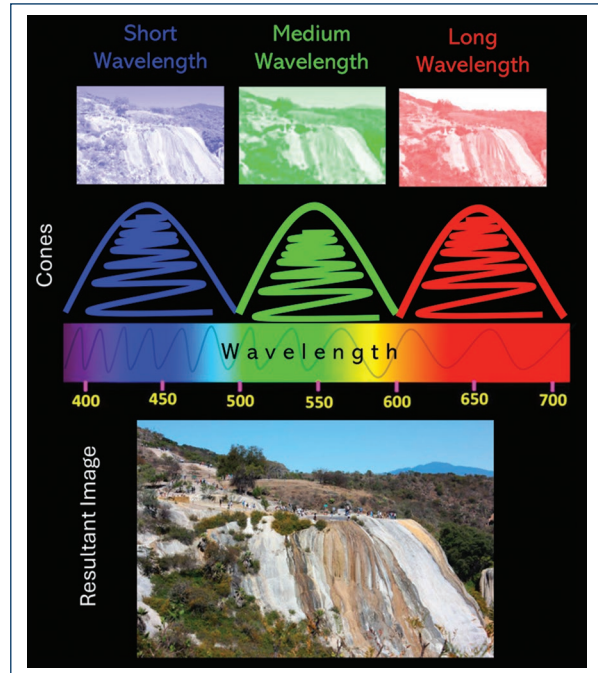 Short
Wavelength
Medium
Wavelength
Long
Wavelength
Cones
Wavelength
400 450 500 550 600 650 700
Resultant Image